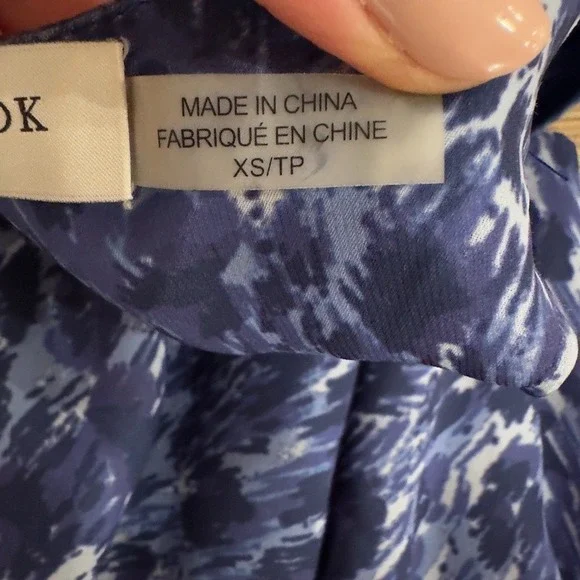 OK
MADE IN CHINA
FABRIQUÉ EN CHINE
XS/TP